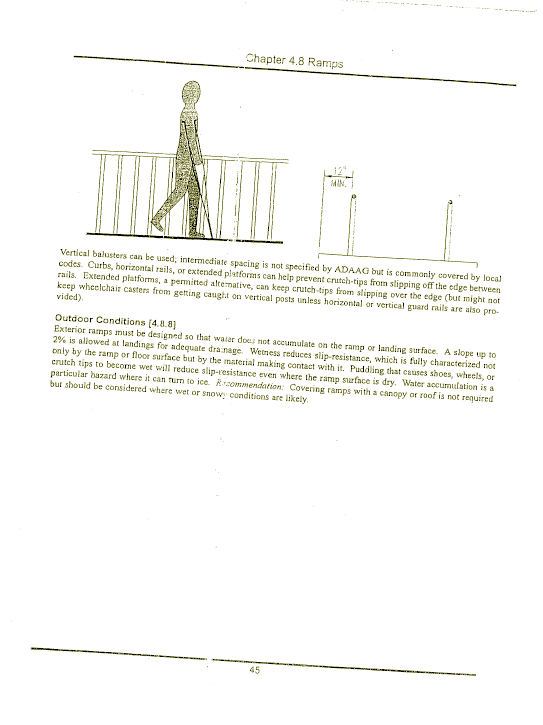 Chapter 4.8 Ramps
12"
MIN.
Vertical balusters can be used; intermediate spacing is not specified by ADAAG but is commonly covered by local
codes. Curbs, horizontal rails, or extended platforms can help prevent crutch-tips from slipping off the edge between
rails. Extended platforms, a permitted alternative, can keep crutch-tips from slipping over the edge (but might not
keep wheelchair casters from getting caught on vertical posts unless horizontal or vertical guard rails are also pro-
vided).
Outdoor Conditions [4.8.8]
Exterior ramps must be designed so that water does not accumulate on the ramp or landing surface. A slope up to
2% is allowed at landings for adequate drainage. Wetness reduces slip-resistance, which is fully characterized not
only by the ramp or floor surface but by the material making contact with it. Puddling that causes shoes, wheels, or
crutch tips to become wet will reduce slip-resistance even where the ramp surface is dry. Water accumulation is a
particular hazard where it can turn to ice. Recommendation: Covering ramps with a canopy or roof is not required
but should be considered where wet or snowy conditions are likely.
45